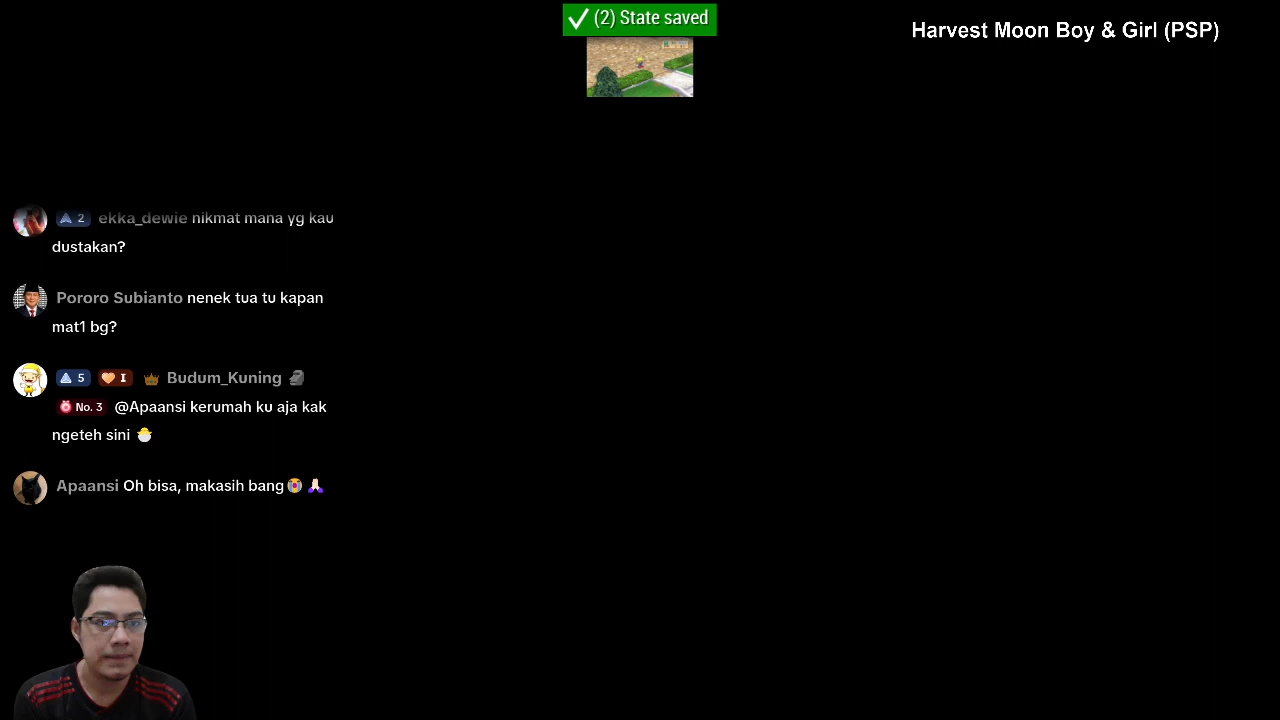 (2) State saved
Harvest Moon Boy & Girl (PSP)
2 ekka_dewie nikmat mana yg kau
dustakan?
Pororo Subianto nenek tua tu kapan
mat1 bg?
5 I Budum_Kuning
No. 3 @Apaansi kerumah ku aja kak
ngeteh sini
Apaansi Oh bisa, makasih bang